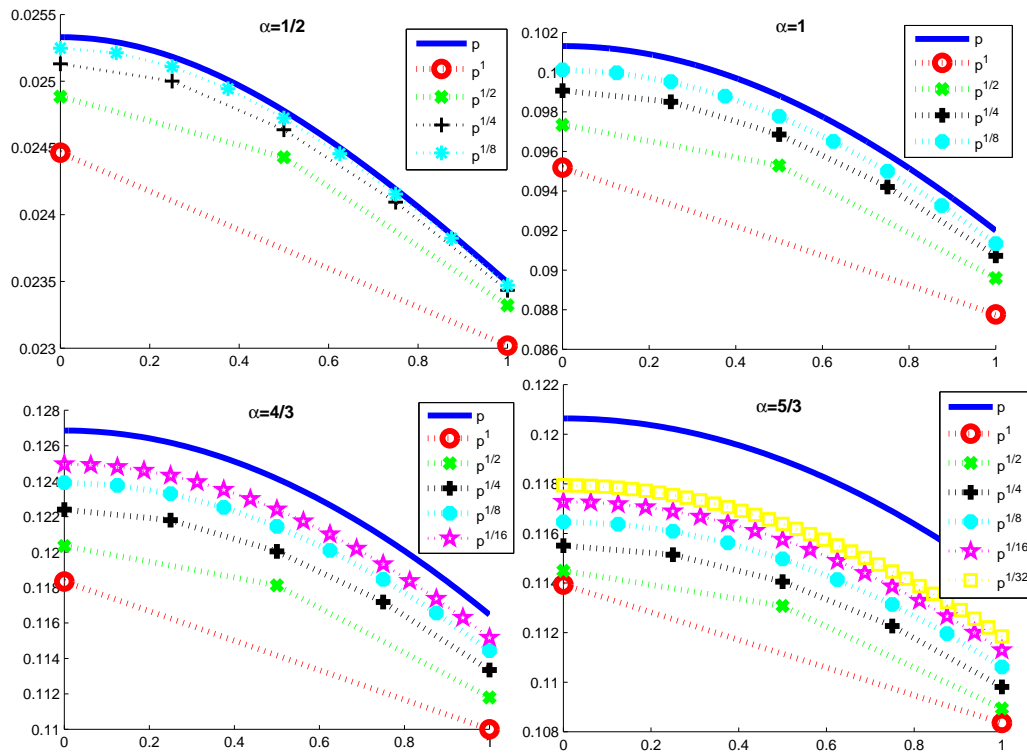 α=1/2
0.0255
0.025
0.0245
0.024
0.0235
0.023
0 0.2 0.4 0.6 0.8 1
p
p^1
p^1/2
p^1/4
p^1/8
α=1
0.102
0.1
0.098
0.096
0.094
0.092
0.09
0.088
0.086
0 0.2 0.4 0.6 0.8 1
p
p^1
p^1/2
p^1/4
p^1/8
α=4/3
0.128
0.126
0.124
0.122
0.12
0.118
0.116
0.114
0.112
0.11
0 0.2 0.4 0.6 0.8 1
p
p^1
p^1/2
p^1/4
p^1/8
p^1/16
α=5/3
0.122
0.12
0.118
0.116
0.114
0.112
0.11
0.108
0 0.2 0.4 0.6 0.8 1
p
p^1
p^1/2
p^1/4
p^1/8
p^1/16
p^1/32